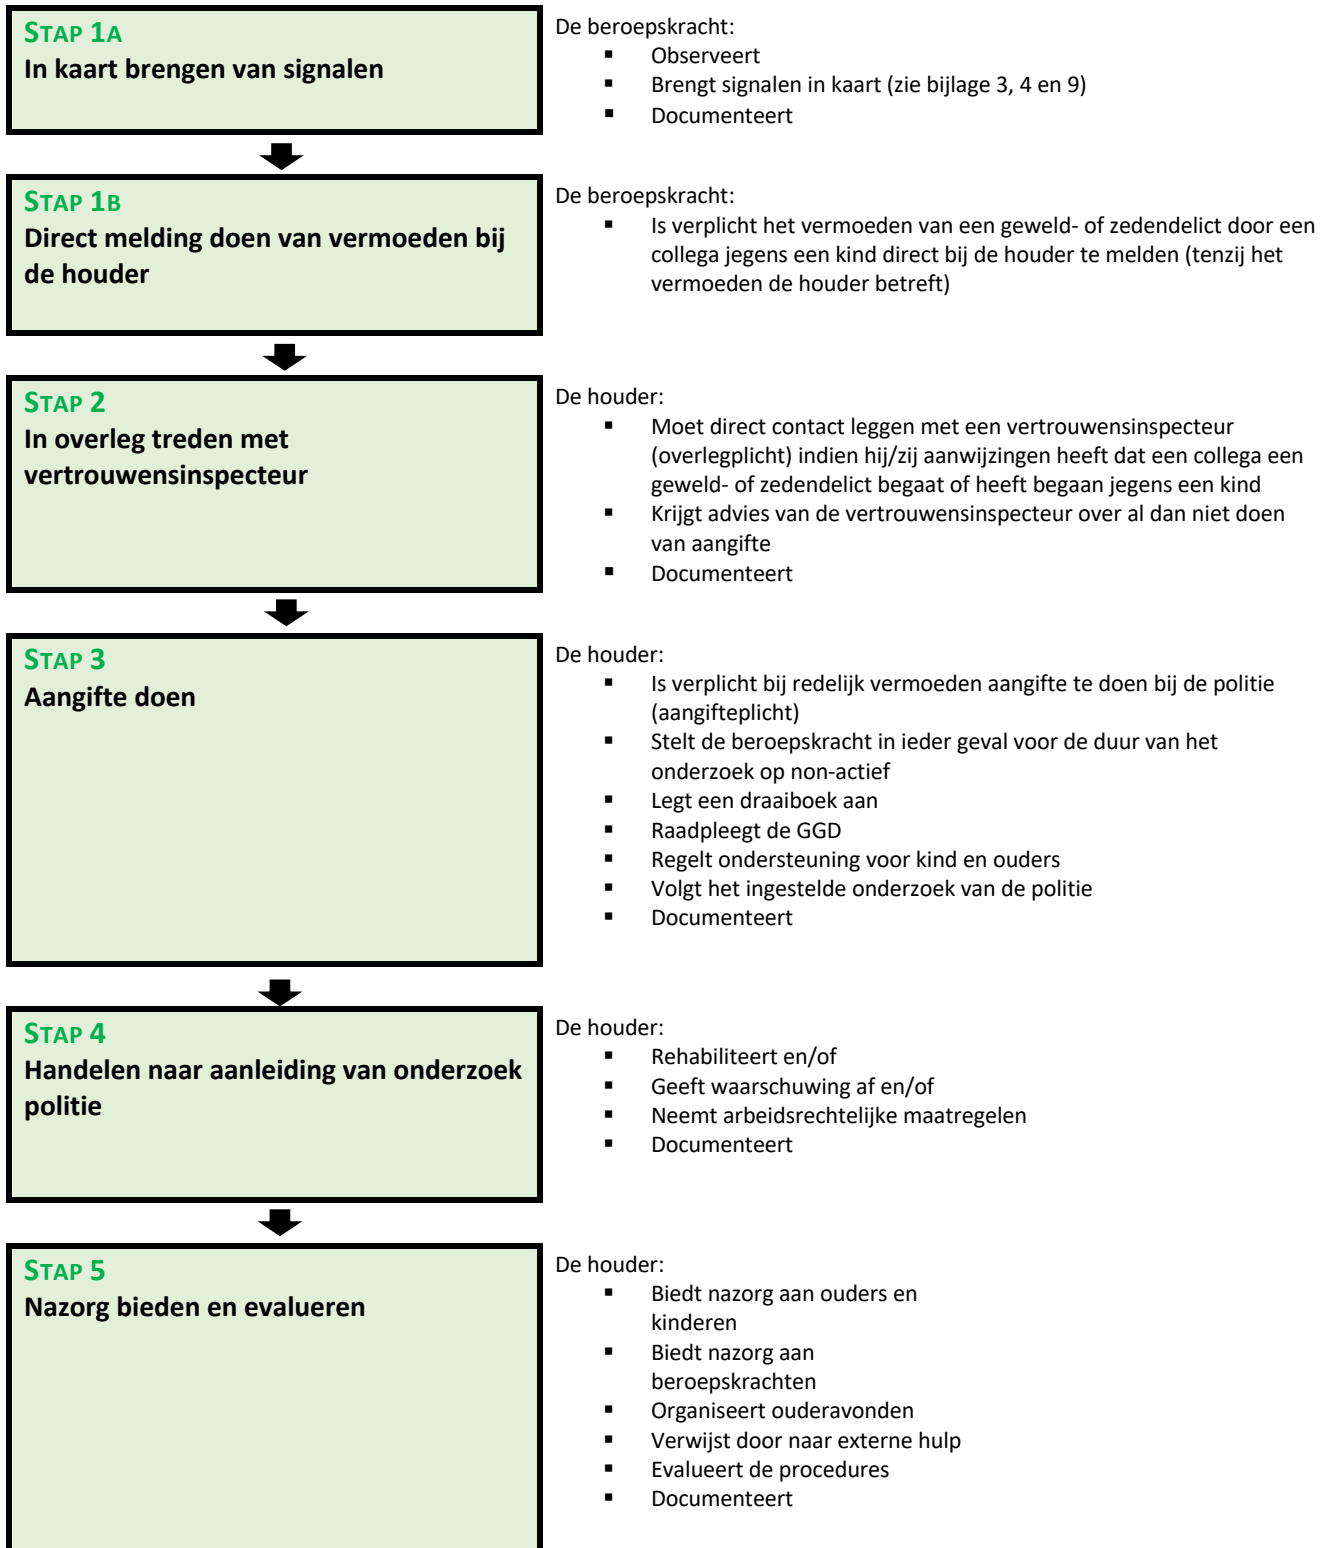 STAP 1A
In kaart brengen van signalen
De beroepskracht:
▪ Observeert
▪ Brengt signalen in kaart (zie bijlage 3, 4 en 9)
▪ Documenteert
STAP 1B
Direct melding doen van vermoeden bij
de houder
De beroepskracht:
▪ Is verplicht het vermoeden van een geweld- of zedendelict door een
collega jegens een kind direct bij de houder te melden (tenzij het
vermoeden de houder betreft)
STAP 2
In overleg treden met
vertrouwensinspecteur
De houder:
▪ Moet direct contact leggen met een vertrouwensinspecteur
(overlegplicht) indien hij/zij aanwijzingen heeft dat een collega een
geweld- of zedendelict begaat of heeft begaan jegens een kind
▪ Krijgt advies van de vertrouwensinspecteur over al dan niet doen
van aangifte
▪ Documenteert
STAP 3
Aangifte doen
De houder:
▪ Is verplicht bij redelijk vermoeden aangifte te doen bij de politie
(aangifteplicht)
▪ Stelt de beroepskracht in ieder geval voor de duur van het
onderzoek op non-actief
▪ Legt een draaiboek aan
▪ Raadpleegt de GGD
▪ Regelt ondersteuning voor kind en ouders
▪ Volgt het ingestelde onderzoek van de politie
▪ Documenteert
STAP 4
Handelen naar aanleiding van onderzoek
politie
De houder:
▪ Rehabiliteert en/of
▪ Geeft waarschuwing af en/of
▪ Neemt arbeidsrechtelijke maatregelen
▪ Documenteert
STAP 5
Nazorg bieden en evalueren
De houder:
▪ Biedt nazorg aan ouders en
kinderen
▪ Biedt nazorg aan
beroepskrachten
▪ Organiseert ouderavonden
▪ Verwijst door naar externe hulp
▪ Evalueert de procedures
▪ Documenteert